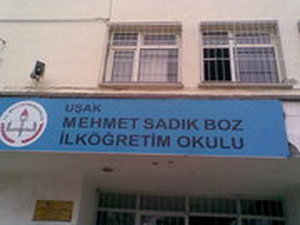 UŞAK
MEHMET SADIK BOZ
İLKÖĞRETİM OKULU